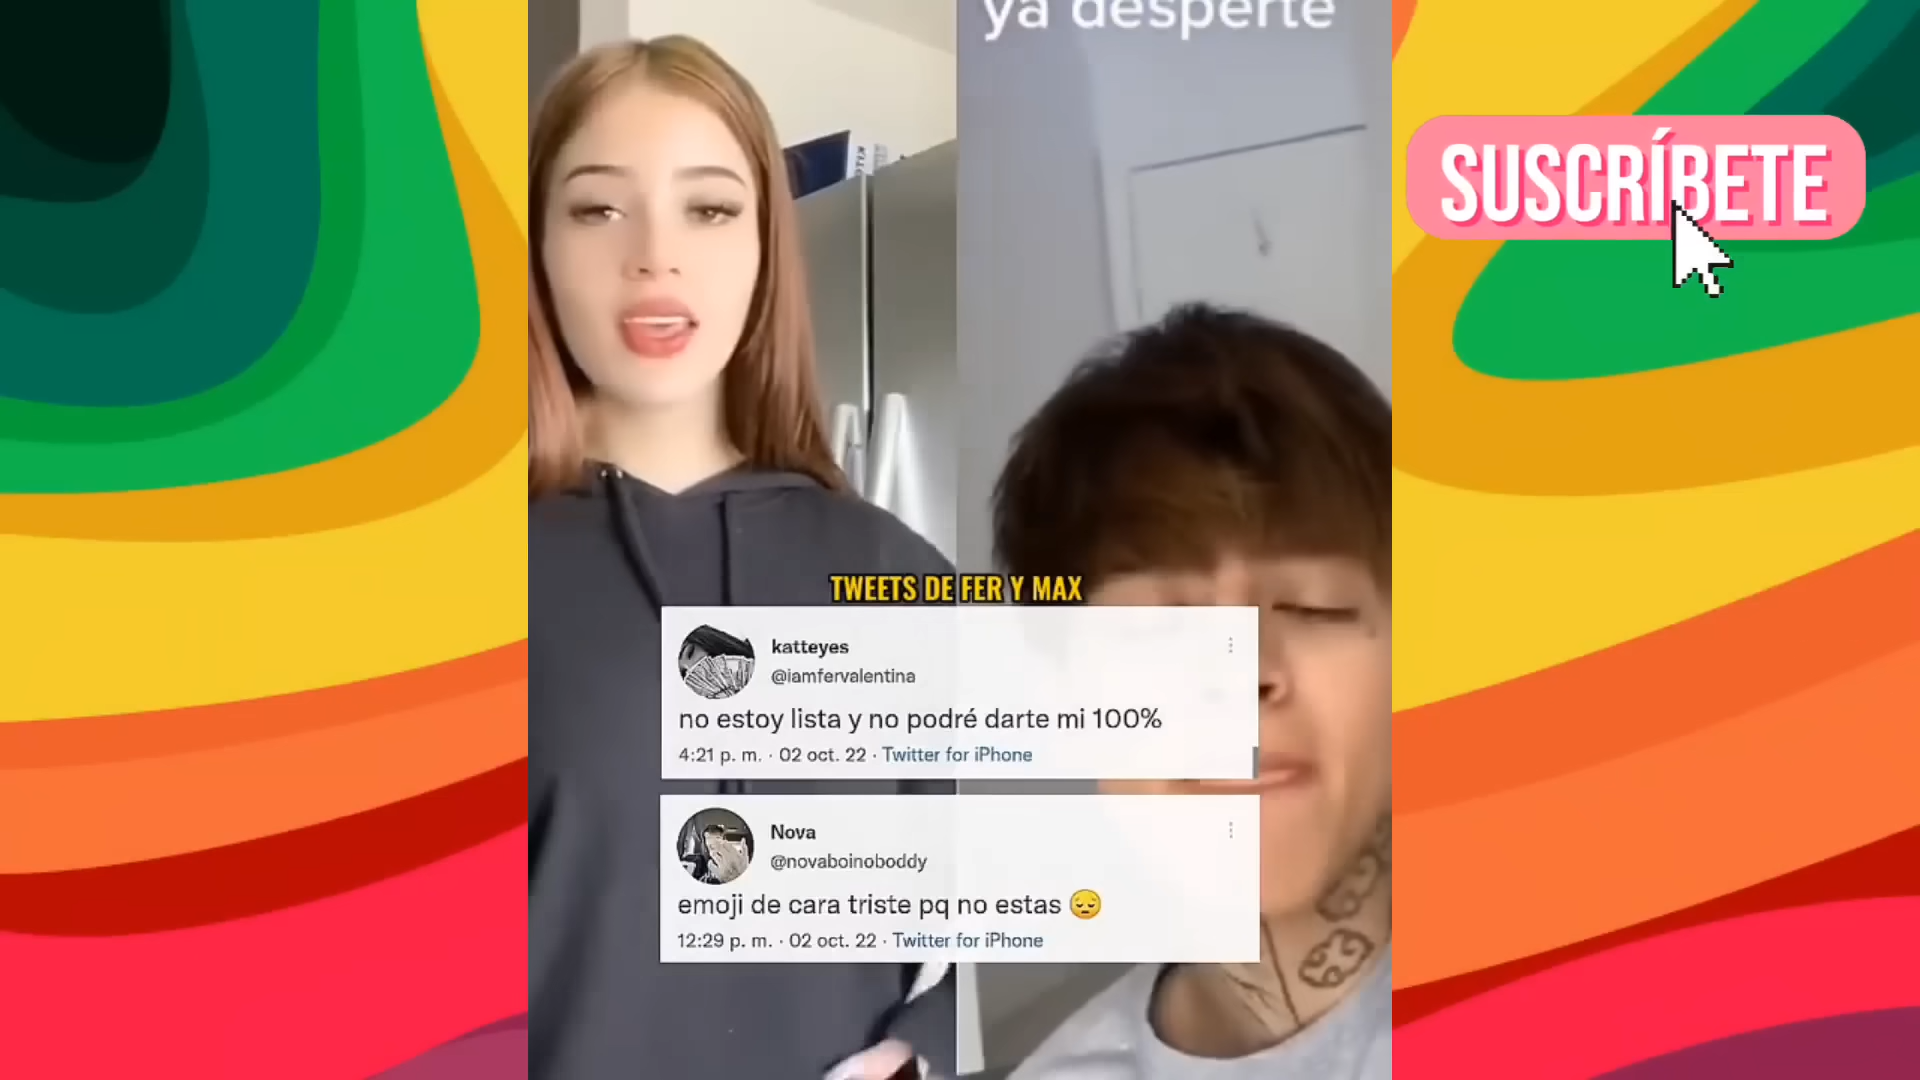 ya desperte
SUSCRÍBETE
TWEETS DE FER Y MAX
katteyes
@iamfervalentina
no estoy lista y no podré darte mi 100%
4:21 p. m. · 02 oct. 22 · Twitter for iPhone
Nova
@novaboinoboddy
emoji de cara triste pq no estas 😔
12:29 p. m. · 02 oct. 22 · Twitter for iPhone